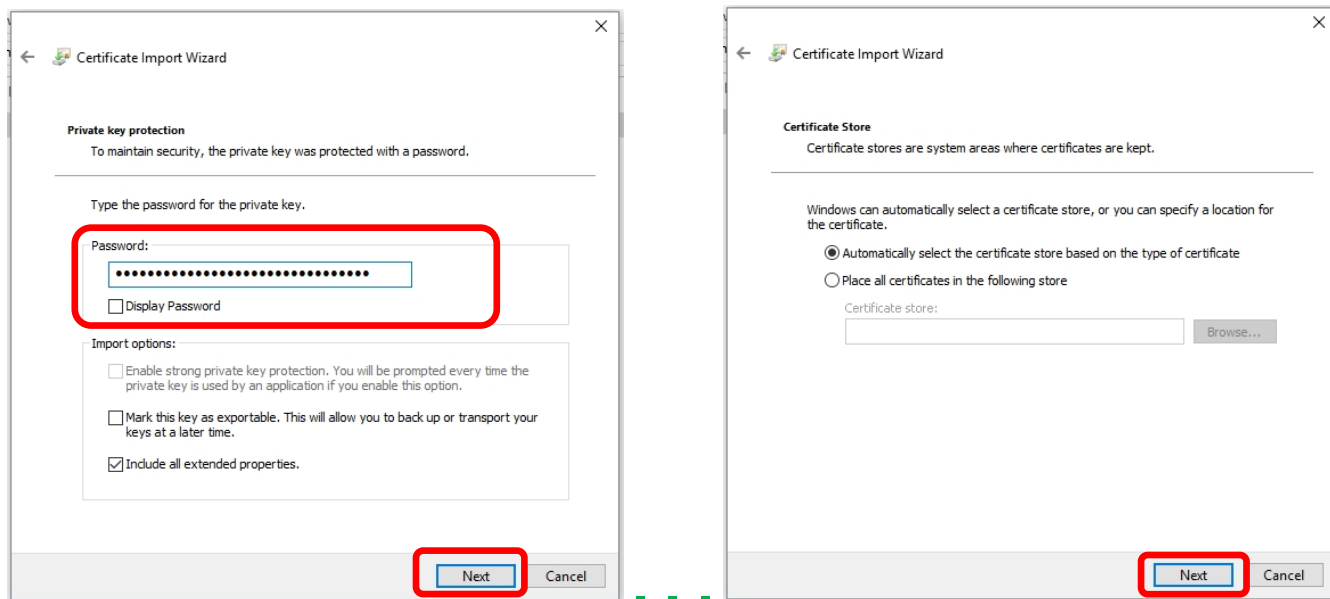 Certificate Import Wizard
Private key protection
To maintain security, the private key was protected with a password.
Type the password for the private key.
Password:
•••••••••••••••••••••••••••••••••
Display Password
Import options:
Enable strong private key protection. You will be prompted every time the
private key is used by an application if you enable this option.
Mark this key as exportable. This will allow you to back up or transport your
keys at a later time.
Include all extended properties.
Next
Cancel
Certificate Import Wizard
Certificate Store
Certificate stores are system areas where certificates are kept.
Windows can automatically select a certificate store, or you can specify a location for
the certificate.
Automatically select the certificate store based on the type of certificate
Place all certificates in the following store
Certificate store:
Browse...
Next
Cancel